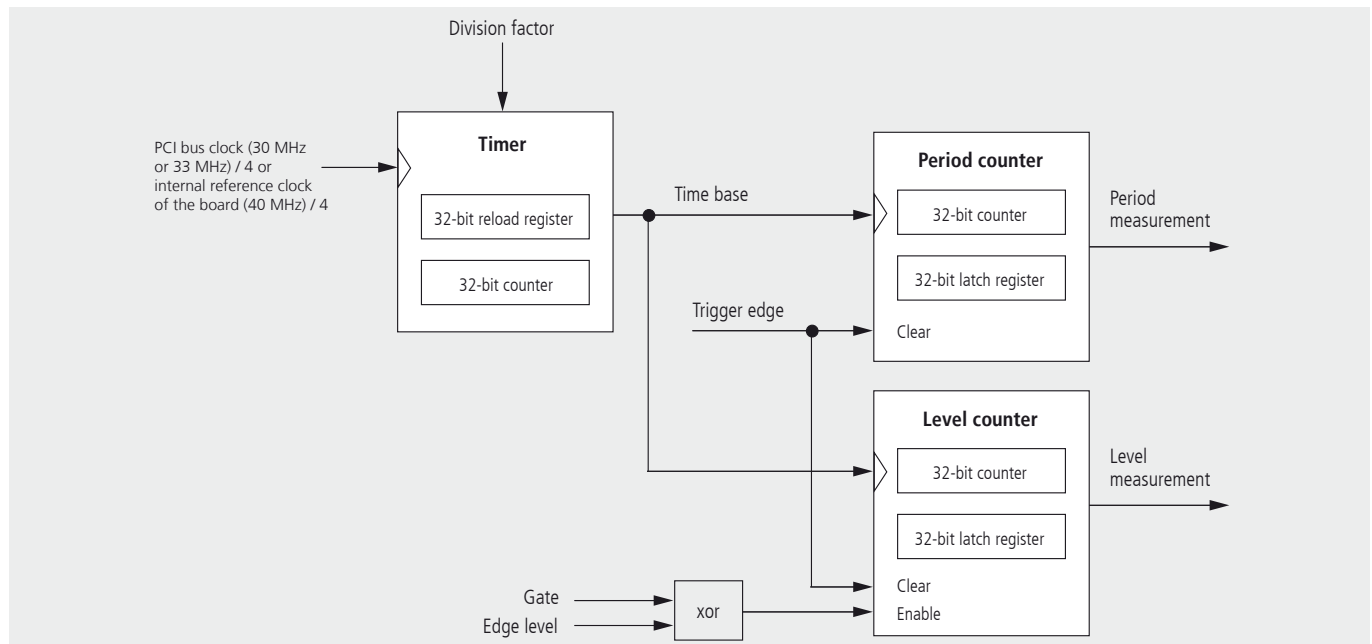 Division factor
PCI bus clock (30 MHz
or 33 MHz) / 4 or
internal reference clock
of the board (40 MHz) / 4
Timer
32-bit reload register
32-bit counter
Time base
Trigger edge
Period counter
32-bit counter
32-bit latch register
Clear
Period
measurement
Level counter
32-bit counter
32-bit latch register
Clear
Enable
Level
measurement
Gate
Edge level
xor